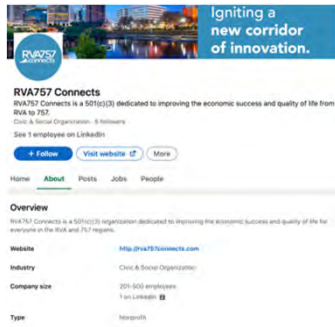 Igniting a
new corridor
of innovation.
RVA757
connects
RVA757 Connects
RVA757 Connects is a 501(c)(3) dedicated to improving the economic success and quality of life from
RVA to 757.
Civic & Social Organization · 8 followers
See 1 employee on LinkedIn
+ Follow Visit website More
Home About Posts Jobs People
Overview
RVA757 Connects is a 501(c)(3) organization dedicated to improving the economic success and quality of life for
everyone in the RVA and 757 regions.
Website http://rva757connects.com
Industry Civic & Social Organization
Company size 201-500 employees
1 on LinkedIn
Type Nonprofit